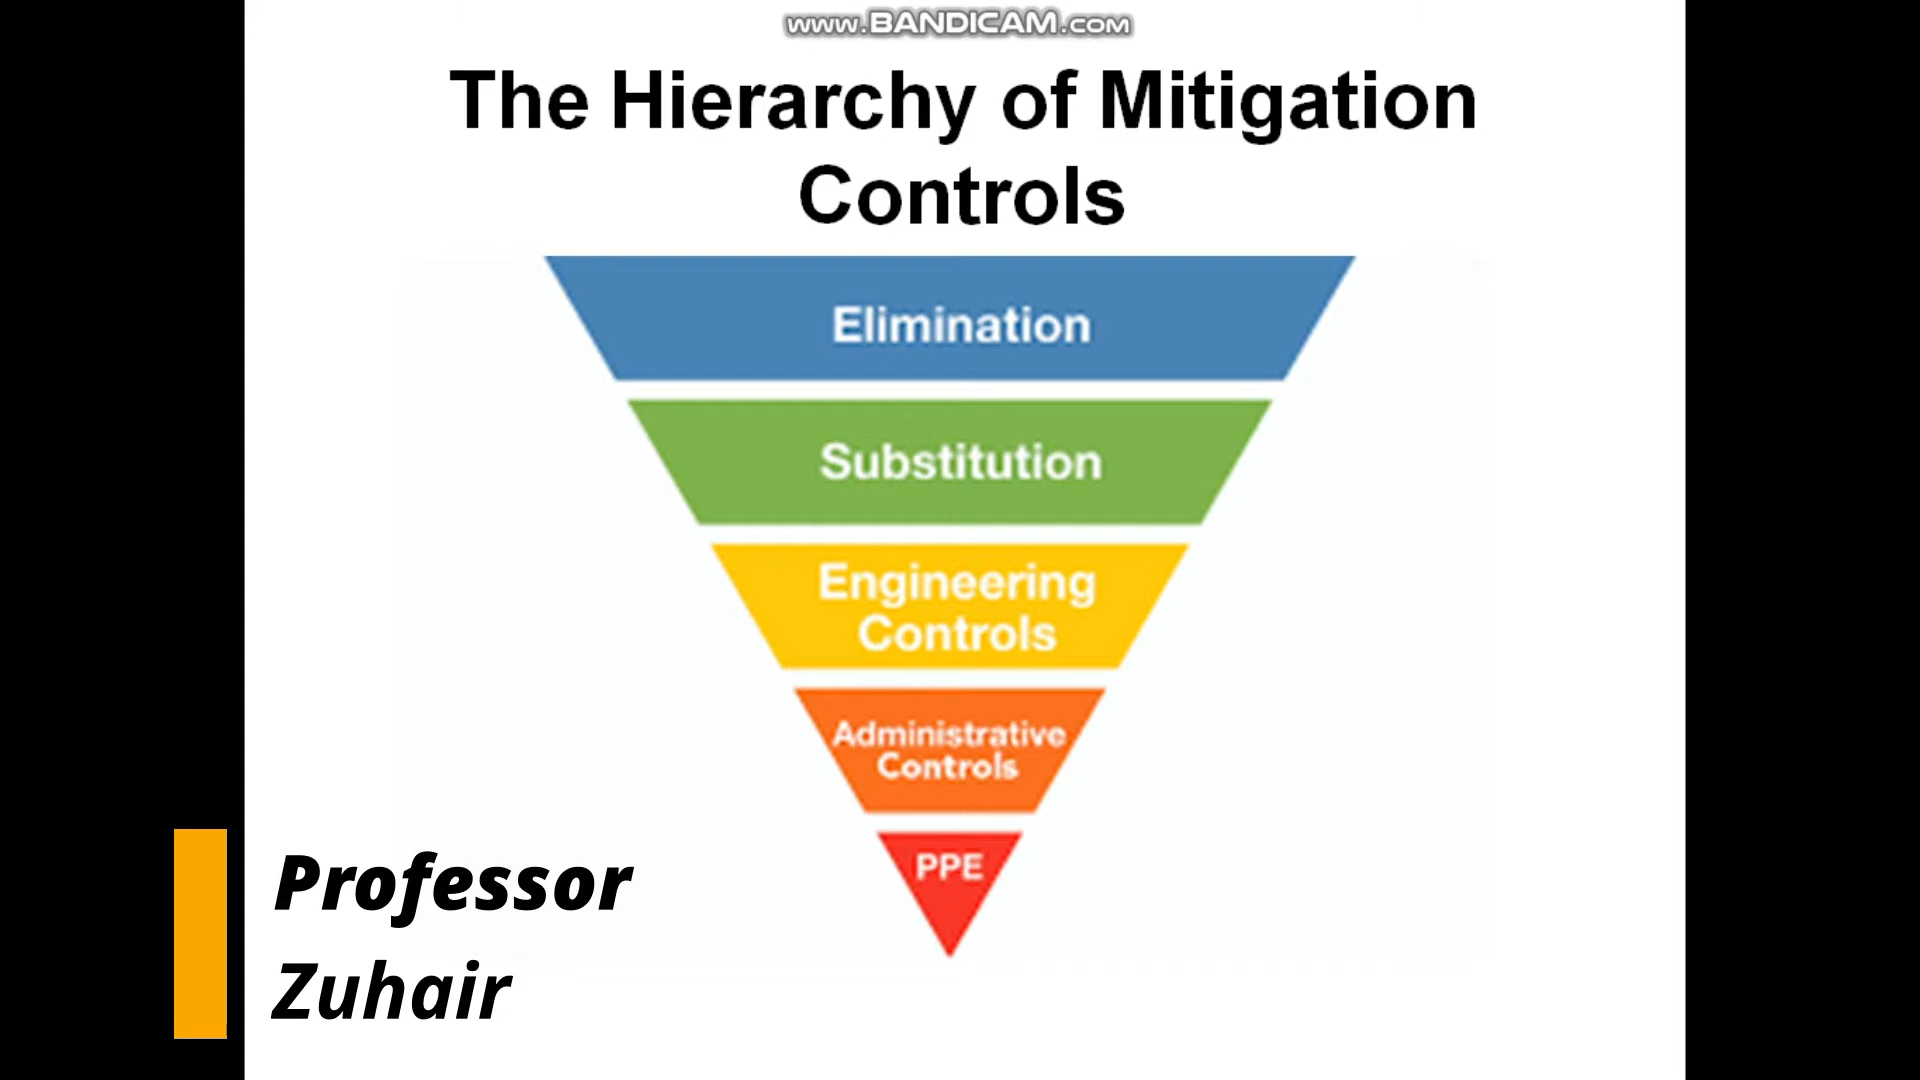 www.BANDICAM.com
The Hierarchy of Mitigation
Controls
Elimination
Substitution
Engineering
Controls
Administrative
Controls
PPE
Professor
Zuhair